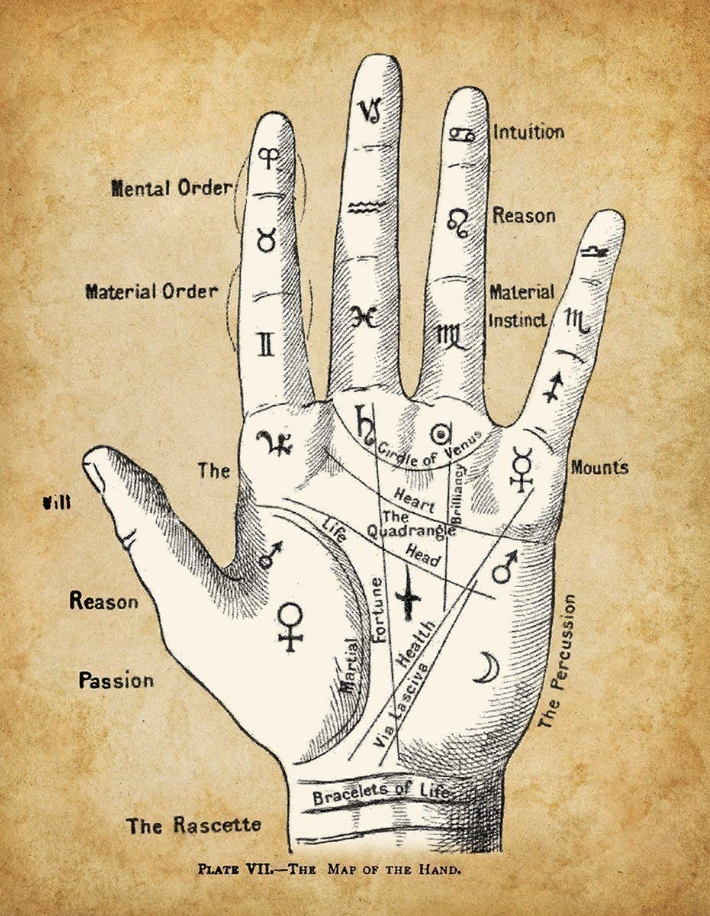 Intuition
Mental Order
Reason
Material Order
Material
Instinct
Girdle of Venus
The
Mounts
Will
Heart
Brilliancy
The
Quadrangle
Life
Head
Reason
Fortune
Health
Martial
Passion
Via Lasciva
The Percussion
Bracelets of Life
The Rascette
PLATE VII.—THE MAP OF THE HAND.